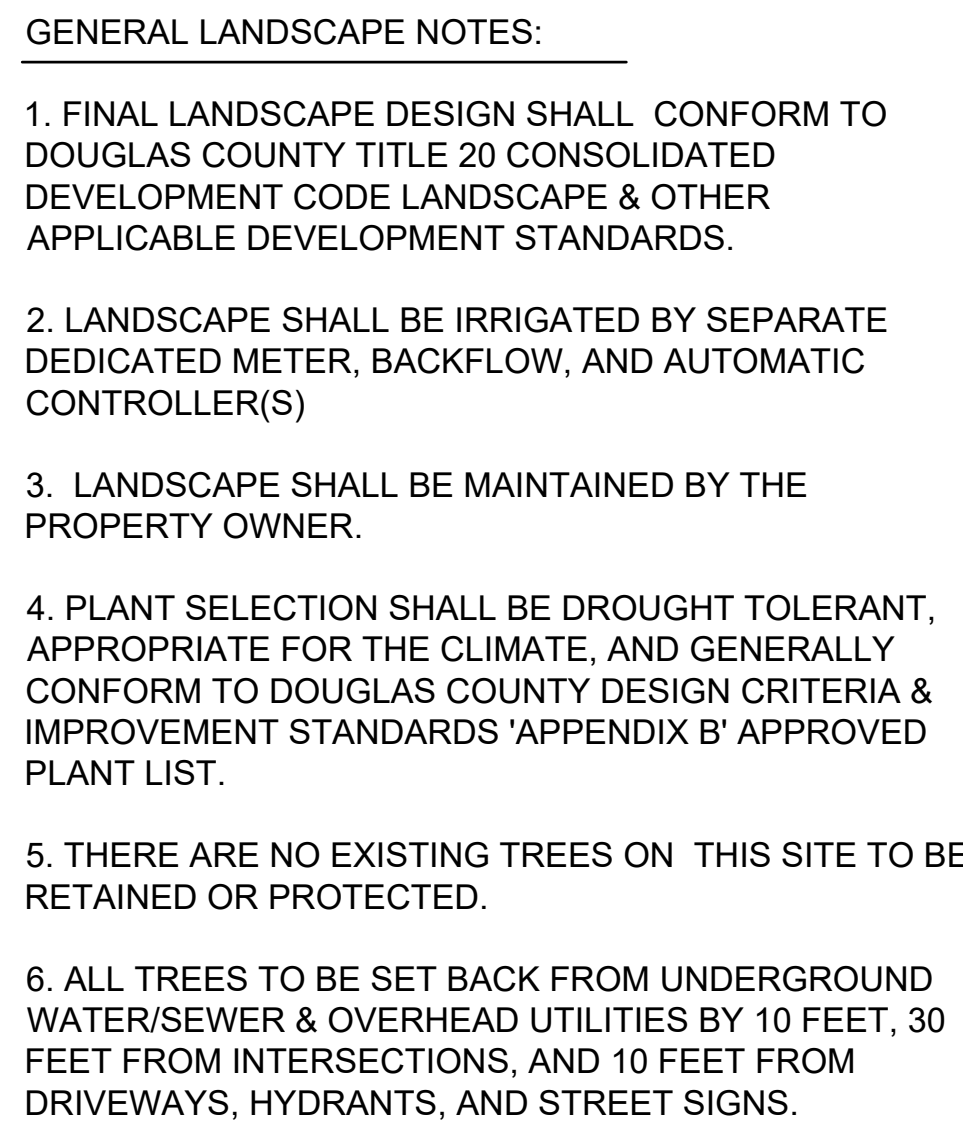 GENERAL LANDSCAPE NOTES:
1. FINAL LANDSCAPE DESIGN SHALL  CONFORM TO
DOUGLAS COUNTY TITLE 20 CONSOLIDATED
DEVELOPMENT CODE LANDSCAPE & OTHER
APPLICABLE DEVELOPMENT STANDARDS.
2. LANDSCAPE SHALL BE IRRIGATED BY SEPARATE
DEDICATED METER, BACKFLOW, AND AUTOMATIC
CONTROLLER(S)
3.  LANDSCAPE SHALL BE MAINTAINED BY THE
PROPERTY OWNER.
4. PLANT SELECTION SHALL BE DROUGHT TOLERANT,
APPROPRIATE FOR THE CLIMATE, AND GENERALLY
CONFORM TO DOUGLAS COUNTY DESIGN CRITERIA &
IMPROVEMENT STANDARDS 'APPENDIX B' APPROVED
PLANT LIST.
5. THERE ARE NO EXISTING TREES ON  THIS SITE TO BE
RETAINED OR PROTECTED.
6. ALL TREES TO BE SET BACK FROM UNDERGROUND
WATER/SEWER & OVERHEAD UTILITIES BY 10 FEET, 30
FEET FROM INTERSECTIONS, AND 10 FEET FROM
DRIVEWAYS, HYDRANTS, AND STREET SIGNS.